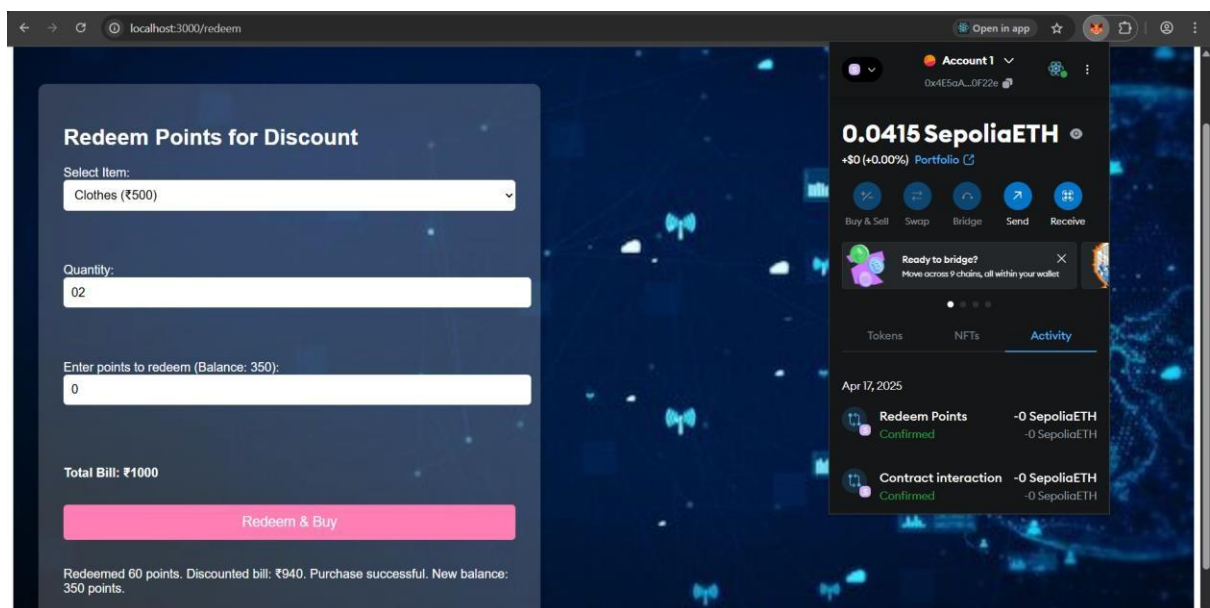 localhost:3000/redeem
Open in app
Redeem Points for Discount
Select Item:
Clothes (₹500)
Quantity:
02
Enter points to redeem (Balance: 350):
0
Total Bill: ₹1000
Redeem & Buy
Redeemed 60 points. Discounted bill: ₹940. Purchase successful. New balance:
350 points.
S
Account 1
0x4E5aA...0F22e
0.0415 SepoliaETH
+$0 (+0.00%) Portfolio
Buy & Sell Swap Bridge Send Receive
Ready to bridge?
Move across 9 chains, all within your wallet
Tokens NFTs Activity
Apr 17, 2025
Redeem Points -0 SepoliaETH
S Confirmed -0 SepoliaETH
Contract interaction -0 SepoliaETH
S Confirmed -0 SepoliaETH